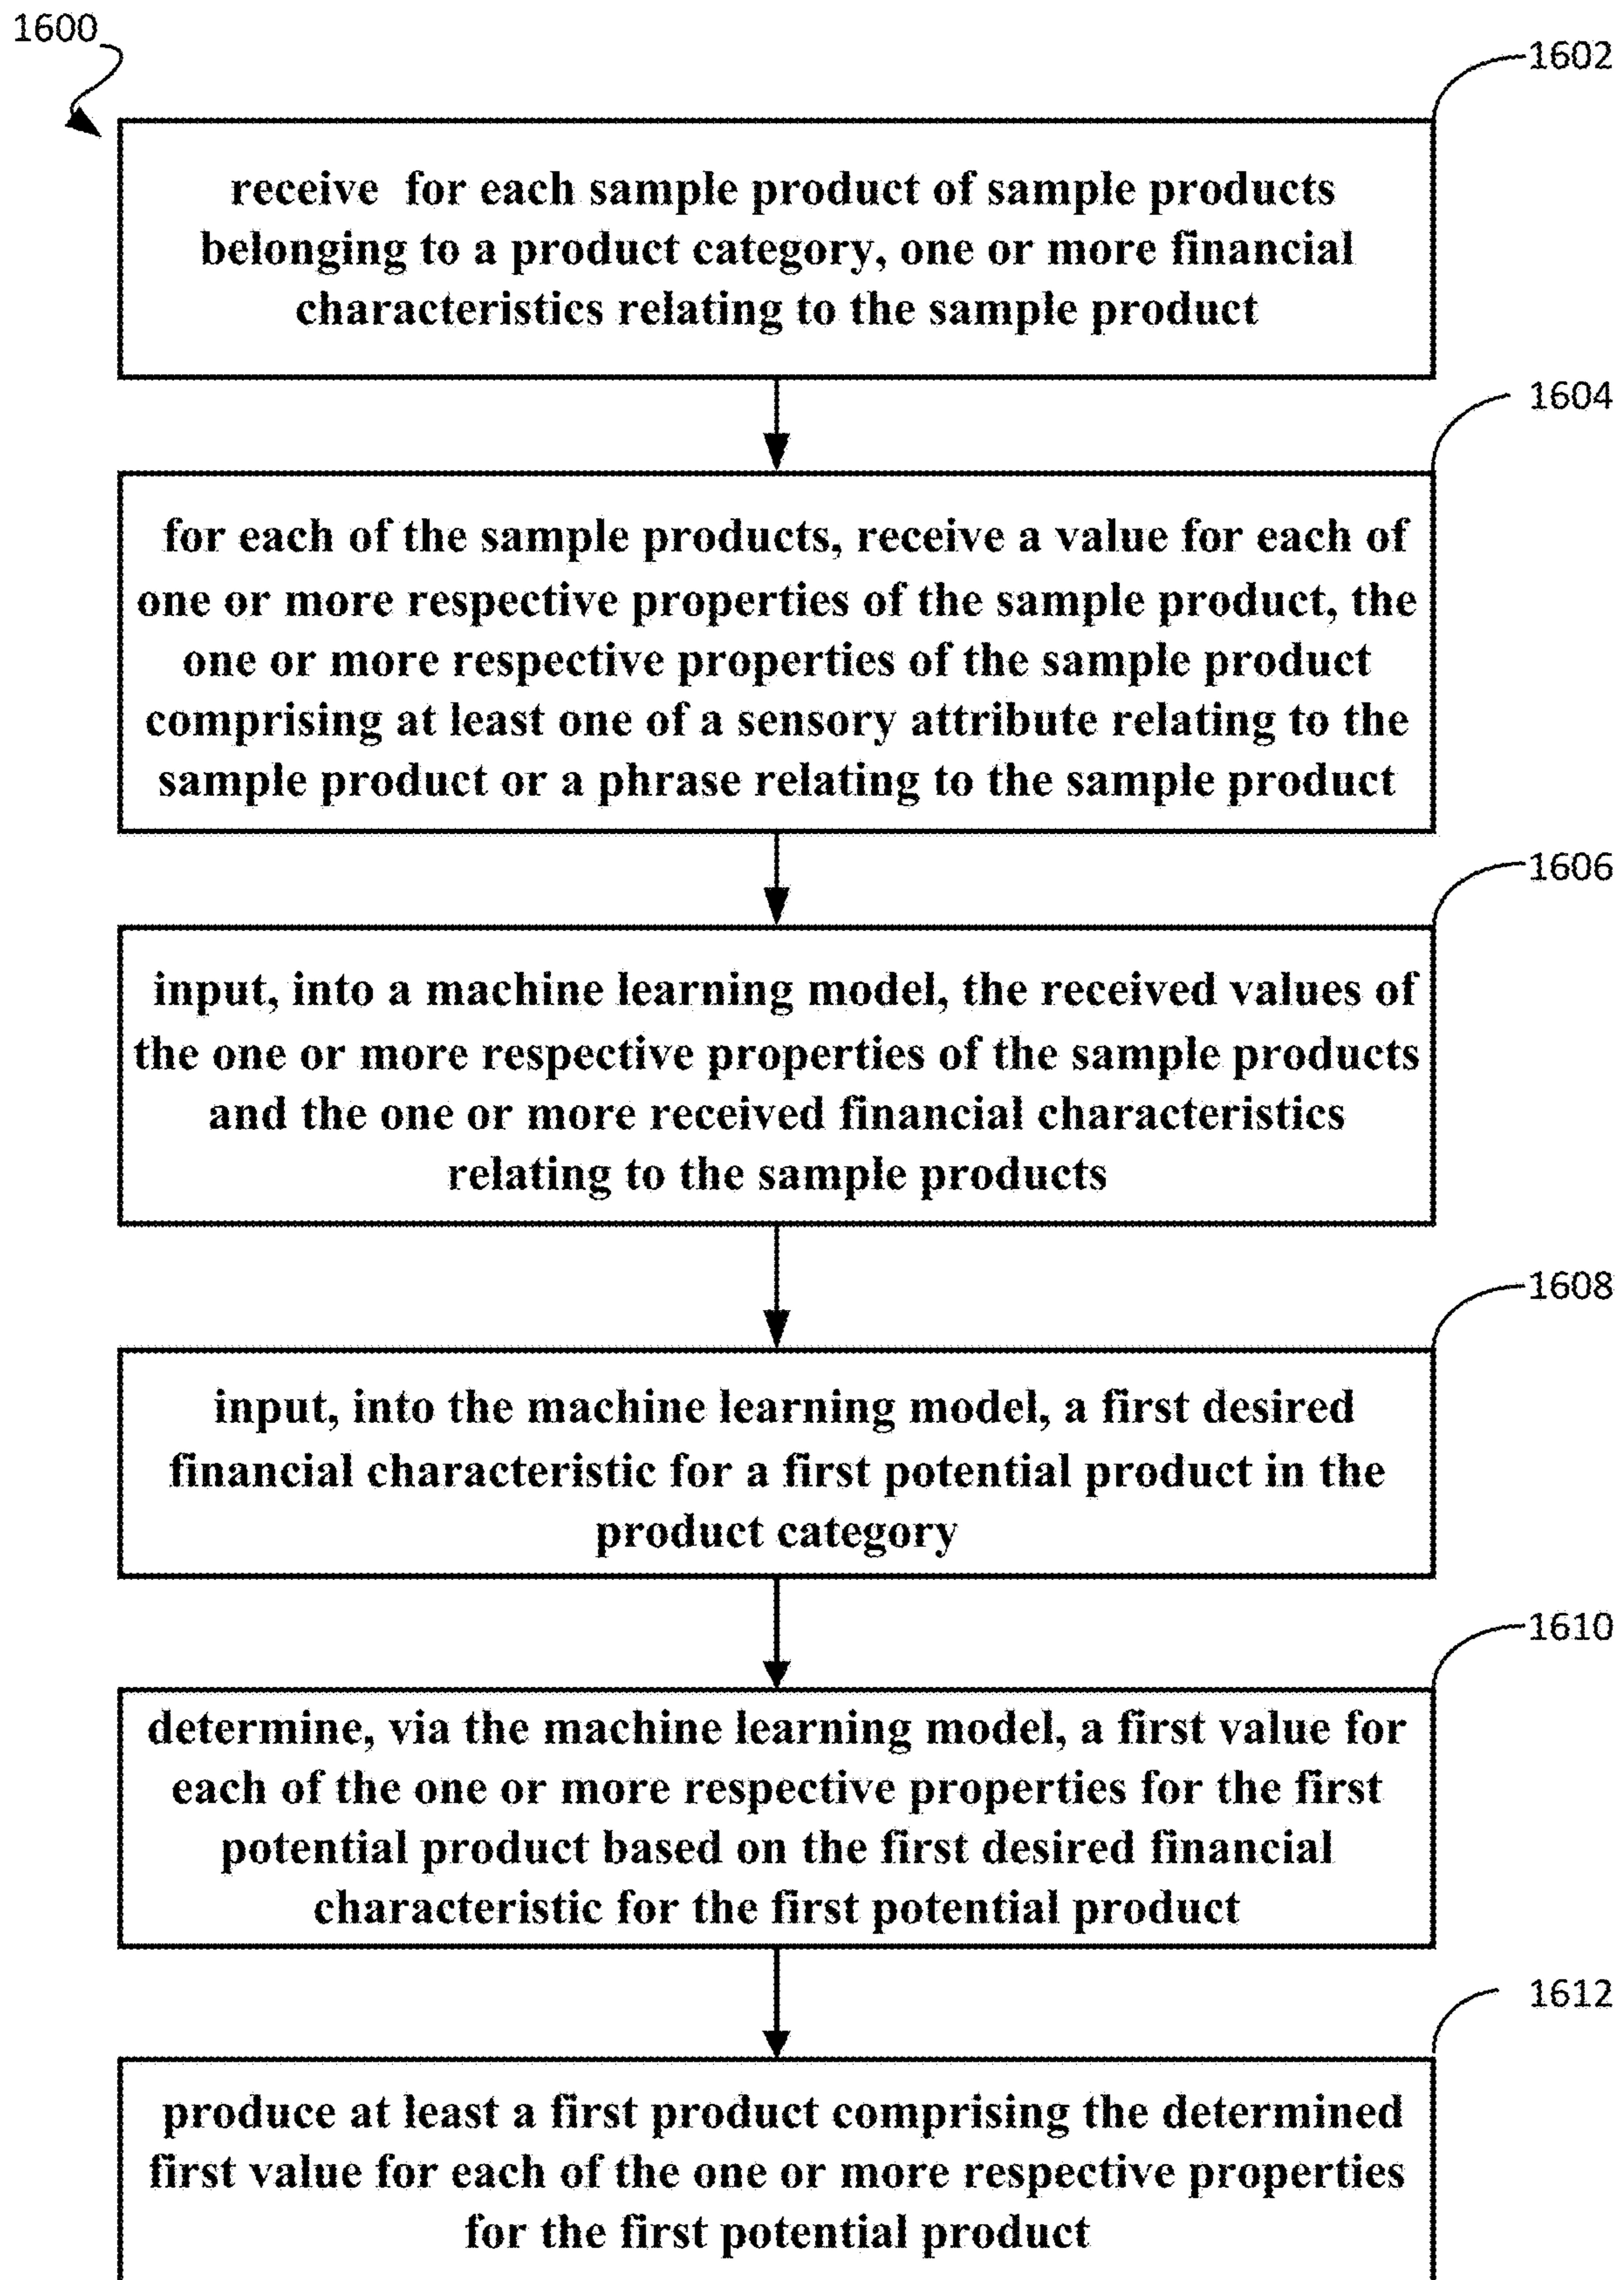 1600
1602
receive for each sample product of sample products
belonging to a product category, one or more financial
characteristics relating to the sample product
1604
for each of the sample products, receive a value for each of
one or more respective properties of the sample product, the
one or more respective properties of the sample product
comprising at least one of a sensory attribute relating to the
sample product or a phrase relating to the sample product
1606
input, into a machine learning model, the received values of
the one or more respective properties of the sample products
and the one or more received financial characteristics
relating to the sample products
1608
input, into the machine learning model, a first desired
financial characteristic for a first potential product in the
product category
1610
determine, via the machine learning model, a first value for
each of the one or more respective properties for the first
potential product based on the first desired financial
characteristic for the first potential product
1612
produce at least a first product comprising the determined
first value for each of the one or more respective properties
for the first potential product